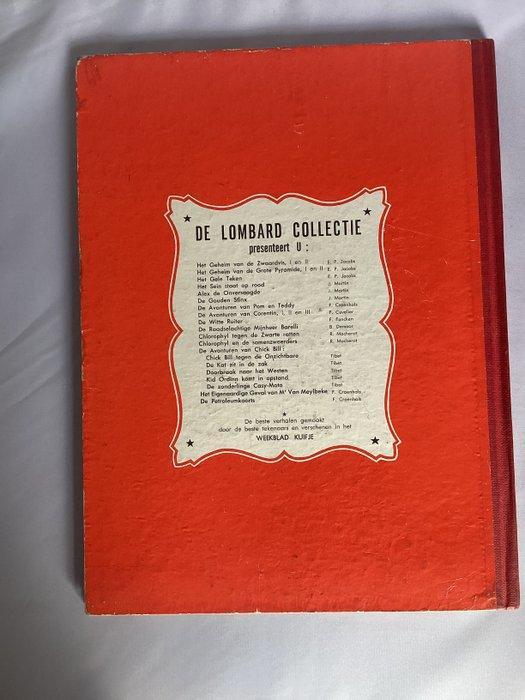 DE LOMBARD COLLECTIE
presenteert U :
Het Geheim van de Zwaardvis, I en II E. P. Jacobs
Het Geheim van de Grote Pyramide, I en II E. P. Jacobs
Het Gele Teken E. P. Jacobs
Het Sein staat op rood J. Martin
Alex de Onversaagde J. Martin
De Gouden Sfinx J. Martin
De Avonturen van Pom en Teddy F. Craenhals
De Avonturen van Corentin, I, II en III P. Cuvelier
De Witte Ruiter F. Funcken
De Raadselachtige Mijnheer Barelli B. Demoor
Chlorophyl tegen de Zwarte ratten R. Macherot
Chlorophyl en de samenzweerders R. Macherot
De Avonturen van Chick Bill :
Chick Bill tegen de Onzichtbare Tibet
De Kat zit in de zak Tibet
Doorbraak naar het Westen Tibet
Kid Ordinn komt in opstand Tibet
De zonderlinge Casy-Moto Tibet
Het Eigenaardige Geval van Mr Van Meylbeke F. Craenhals
De Petroleumkoorts F. Craenhals
De beste verhalen gemaakt
door de beste tekenaars en verschenen in het
WEEKBLAD KUIFJE